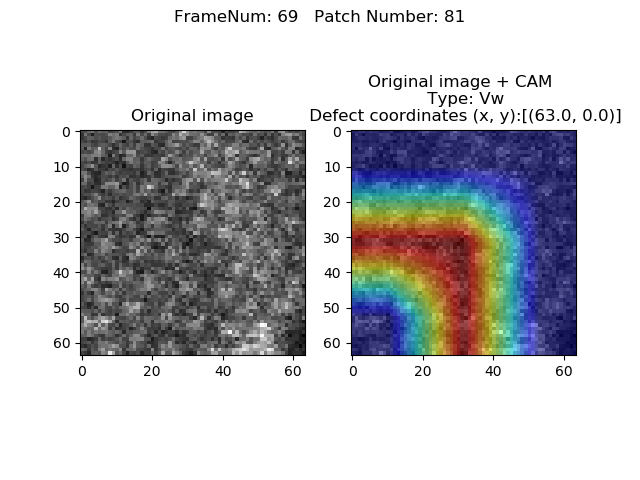 FrameNum: 69   Patch Number: 81
Original image
Original image + CAM
Type: Vw
Defect coordinates (x, y):[(63.0, 0.0)]
0
10
20
30
40
50
60
0 20 40 60
0
10
20
30
40
50
60
0 20 40 60